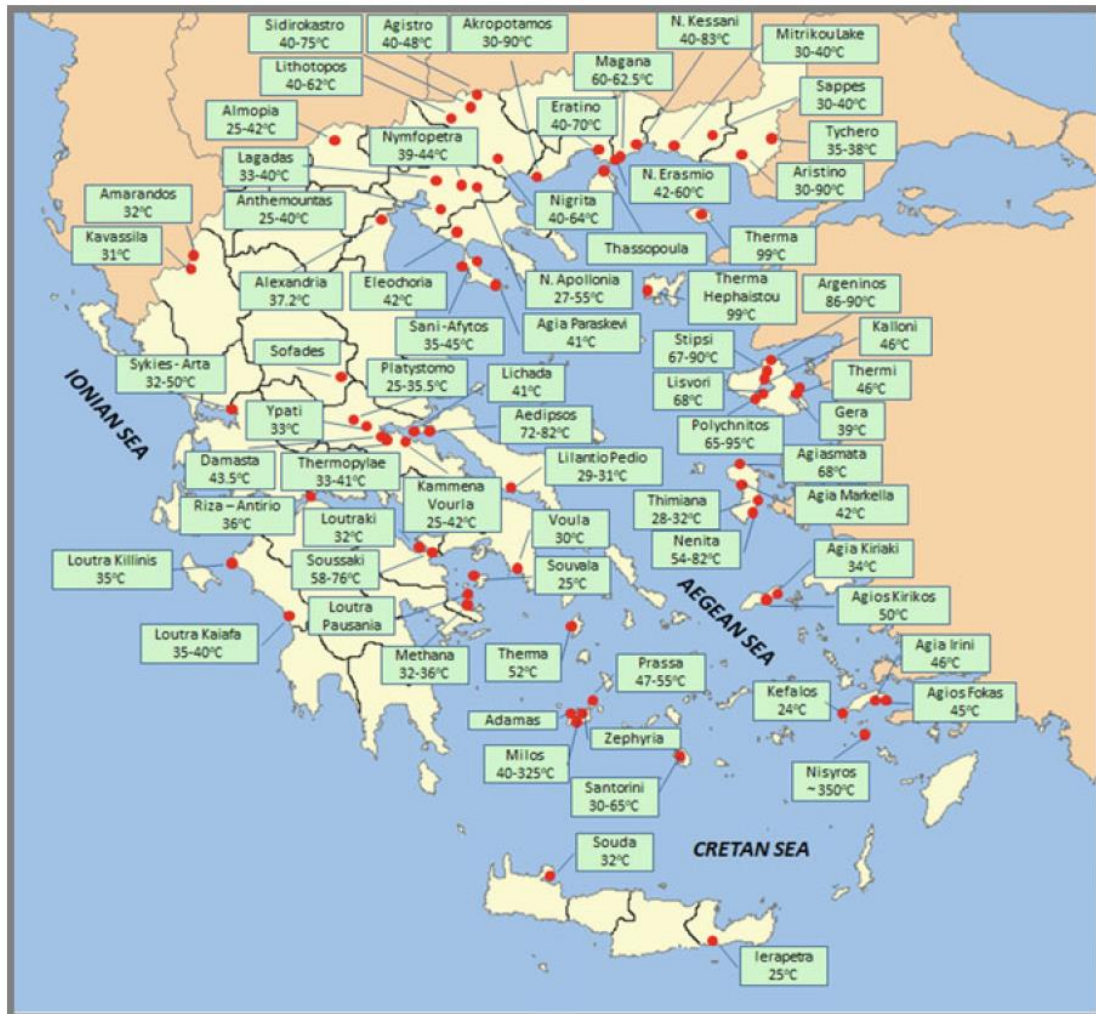 Sidirokastro
40-75°C
Agistro
40-48°C
Akropotamos
30-90°C
N. Kessani
40-83°C
Mitrikou Lake
30-40°C
Lithotopos
40-62°C
Magana
60-62.5°C
Sappes
30-40°C
Almopia
25-42°C
Eratino
40-70°C
Nymfopetra
39-44°C
Tychero
35-38°C
Lagadas
33-40°C
N. Erasmio
42-60°C
Aristino
30-90°C
Amarandos
32°C
Anthemountas
25-40°C
Nigrita
40-64°C
Kavassila
31°C
Thassopoula
Therma
99°C
Alexandria
37.2°C
Eleochoria
42°C
N. Apollonia
27-55°C
Therma
Hephaistou
99°C
Argeninos
86-90°C
Sani - Afytos
35-45°C
Agia Paraskevi
41°C
Kalloni
46°C
Stipsi
67-90°C
Sykies - Arta
32-50°C
Sofades
Platystomo
25-35.5°C
Lichada
41°C
Thermi
46°C
IONIAN SEA
Lisvori
68°C
Ypati
33°C
Aedipsos
72-82°C
Gera
39°C
Polychnitos
65-95°C
Damasta
43.5°C
Thermopylae
33-41°C
Lilantio Pedio
29-31°C
Agiasmata
68°C
Riza – Antirio
36°C
Kammena
Vourla
25-42°C
Thimiana
28-32°C
Agia Markella
42°C
Loutraki
32°C
Voula
30°C
Nenita
54-82°C
Loutra Killinis
35°C
Soussaki
58-76°C
Souvala
25°C
Agia Kiriaki
34°C
AEGEAN SEA
Loutra
Pausania
Agios Kirikos
50°C
Loutra Kaiafa
35-40°C
Methana
32-36°C
Therma
52°C
Prassa
47-55°C
Agia Irini
46°C
Kefalos
24°C
Agios Fokas
45°C
Adamas
Zephyria
Milos
40-325°C
Santorini
30-65°C
Nisyros
~ 350°C
Souda
32°C
CRETAN SEA
Ierapetra
25°C